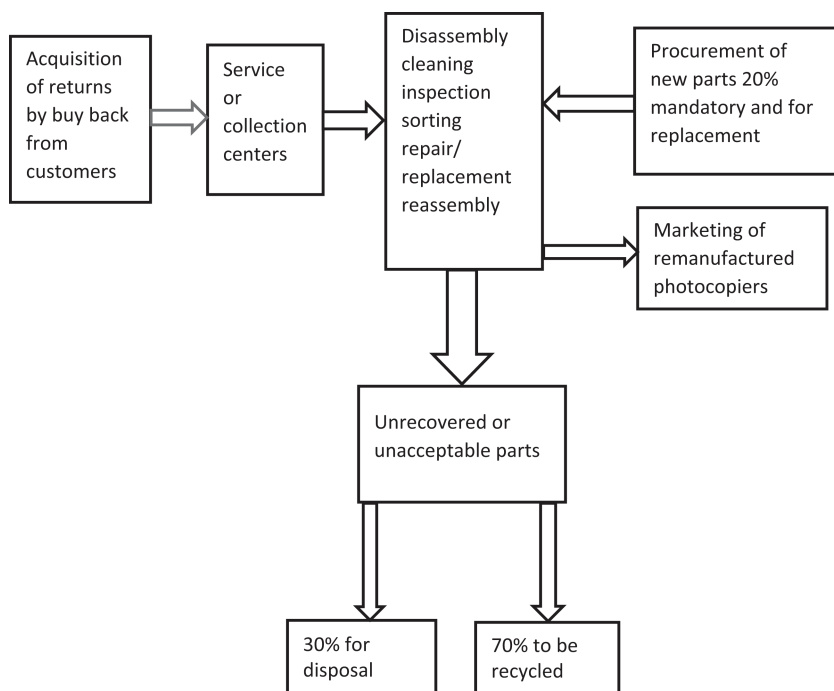 Acquisition
of returns
by buy back
from
customers
Service
or
collection
centers
Disassembly
cleaning
inspection
sorting
repair/
replacement
reassembly
Procurement of
new parts 20%
mandatory and for
replacement
Marketing of
remanufactured
photocopiers
Unrecovered or
unacceptable parts
30% for
disposal
70% to be
recycled